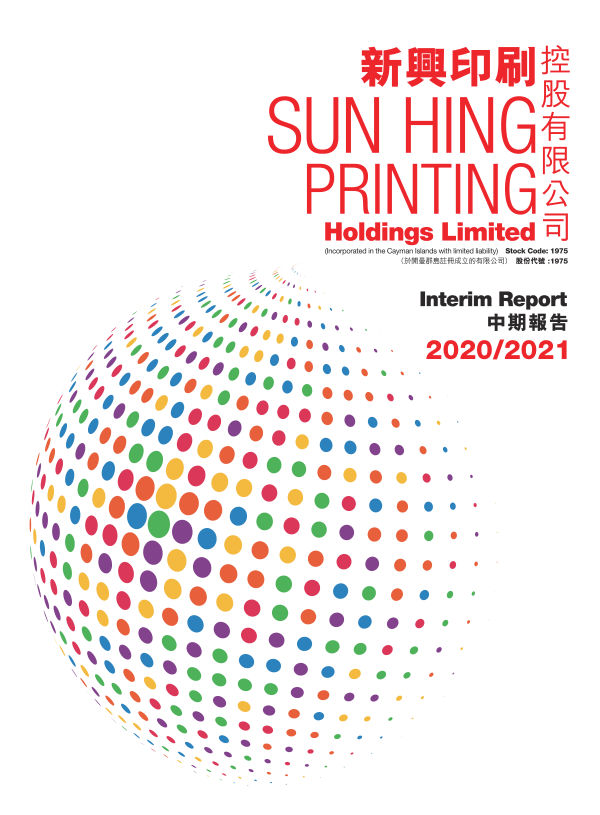 新興印刷
控股有限公司
SUN HING
PRINTING
Holdings Limited
(Incorporated in the Cayman Islands with limited liability) Stock Code: 1975
（於開曼群島註冊成立的有限公司） 股份代號 :1975
Interim Report
中期報告
2020/2021